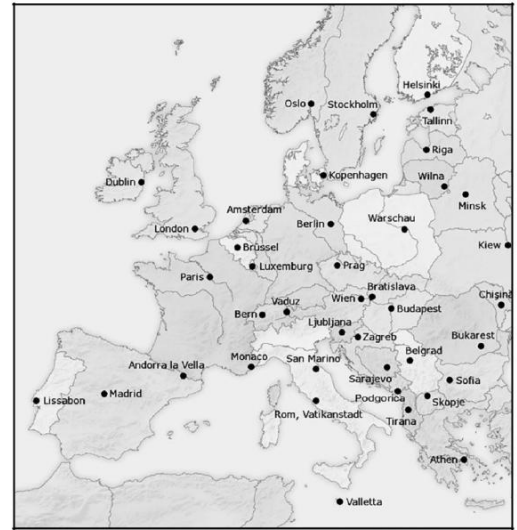 Helsinki
Oslo
Stockholm
Tallinn
Riga
Wilna
Kopenhagen
Dublin
Minsk
Amsterdam
Warschau
London
Berlin
Kiew
Brüssel
Luxemburg
Prag
Paris
Bratislava
Vaduz
Wien
Chişina
Budapest
Bern
Ljubljana
Zagreb
Bukarest
Monaco
San Marino
Belgrad
Andorra la Vella
Sarajevo
Sofia
Madrid
Podgorica
Lissabon
Skopje
Rom, Vatikanstadt
Tirana
Athen
Valletta